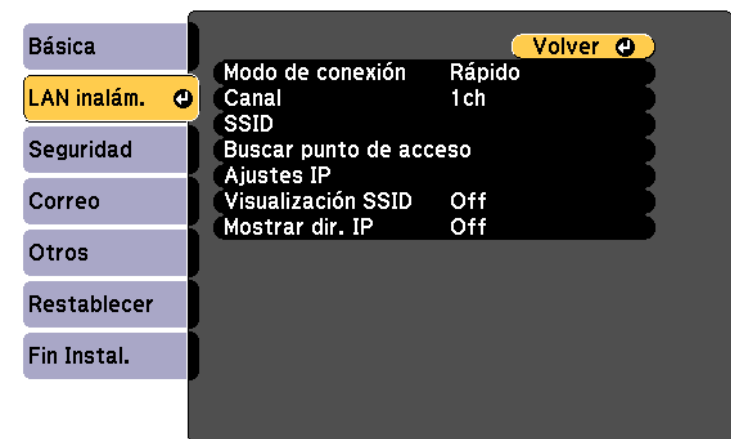 Básica
LAN inalám.
Seguridad
Correo
Otros
Restablecer
Fin Instal.
Volver
Modo de conexión Rápido
Canal 1ch
SSID
Buscar punto de acceso
Ajustes IP
Visualización SSID Off
Mostrar dir. IP Off